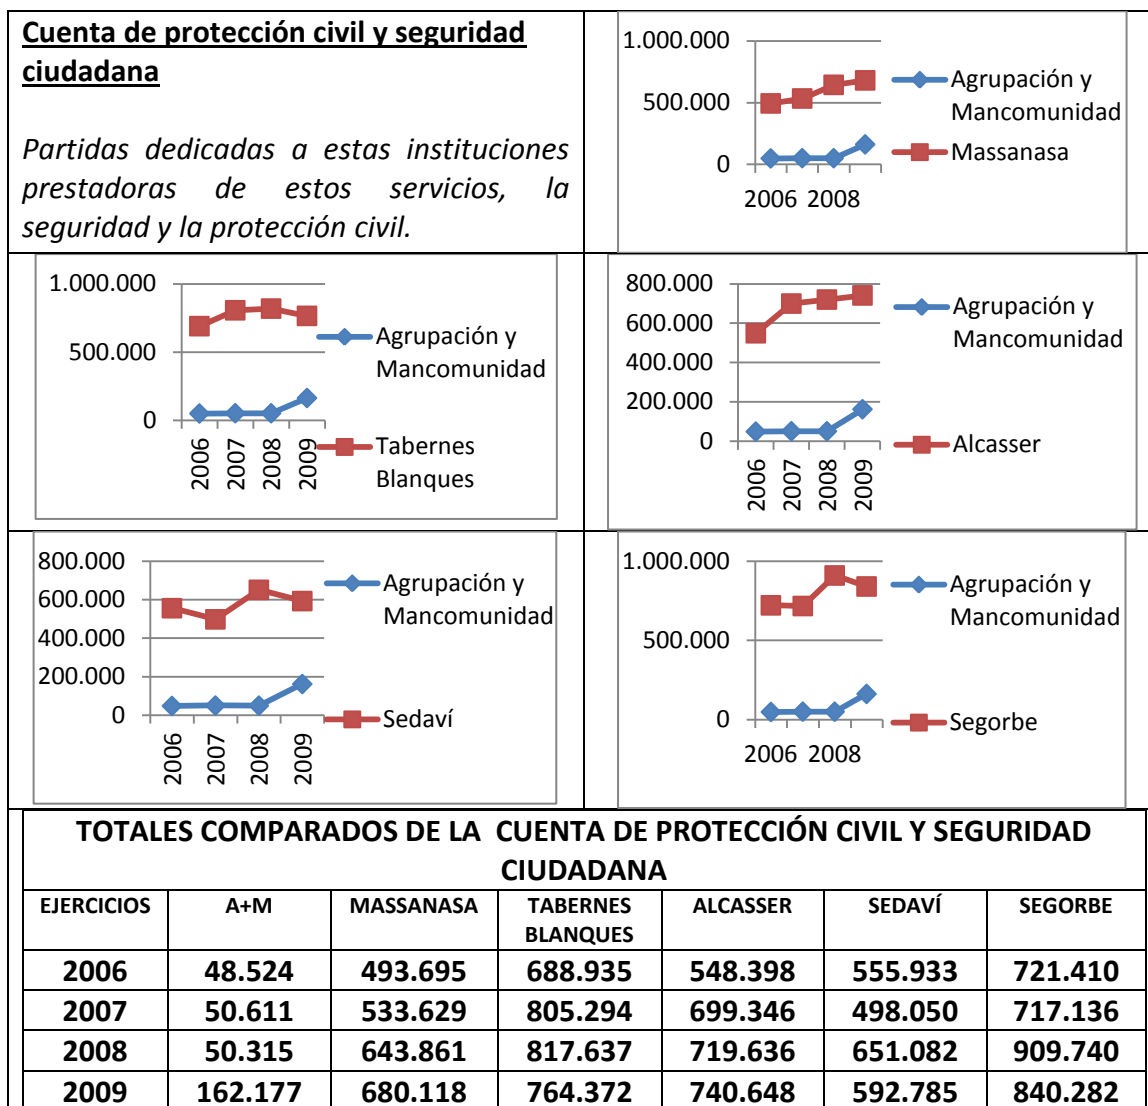 Cuenta de protección civil y seguridad
ciudadana
Partidas dedicadas a estas instituciones
prestadoras de estos servicios, la
seguridad y la protección civil.
1.000.000
500.000
0
2006 2008
Agrupación y
Mancomunidad
Massanasa
1.000.000
500.000
0
2006
2007
2008
2009
Agrupación y
Mancomunidad
Tabernes
Blanques
800.000
600.000
400.000
200.000
0
2006
2007
2008
2009
Agrupación y
Mancomunidad
Alcasser
800.000
600.000
400.000
200.000
0
2006
2007
2008
2009
Agrupación y
Mancomunidad
Sedaví
1.000.000
500.000
0
2006 2008
Agrupación y
Mancomunidad
Segorbe
TOTALES COMPARADOS DE LA CUENTA DE PROTECCIÓN CIVIL Y SEGURIDAD
CIUDADANA
EJERCICIOS A+M MASSANASA TABERNES BLANQUES ALCASSER SEDAVÍ SEGORBE
2006 48.524 493.695 688.935 548.398 555.933 721.410
2007 50.611 533.629 805.294 699.346 498.050 717.136
2008 50.315 643.861 817.637 719.636 651.082 909.740
2009 162.177 680.118 764.372 740.648 592.785 840.282